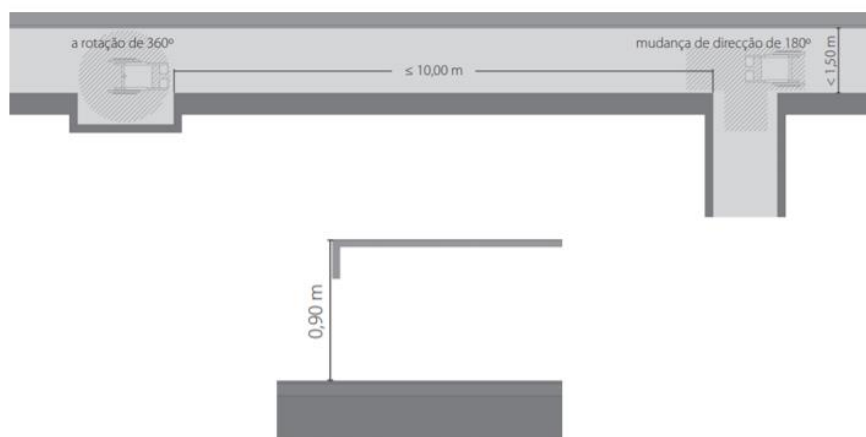 a rotação de 360º
mudança de direcção de 180º
≤ 10,00 m
< 1,50 m
0,90 m